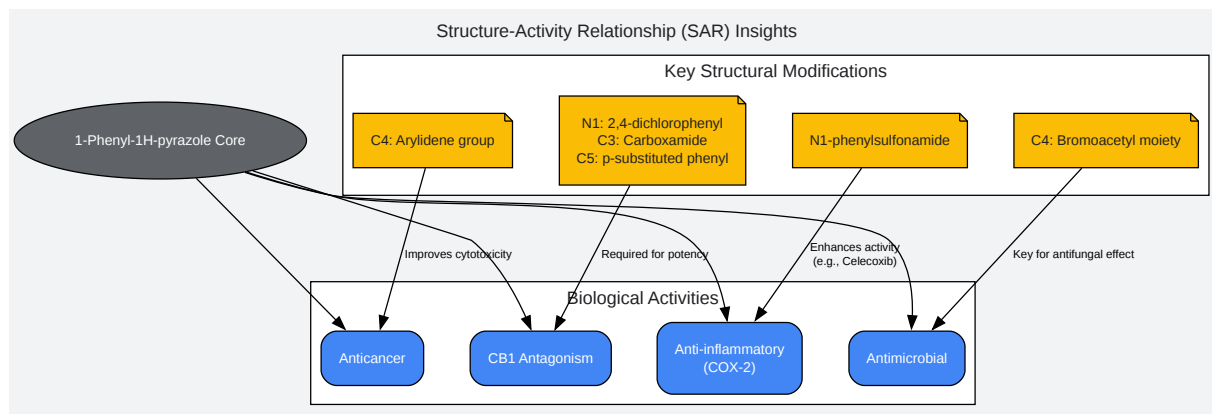 Structure-Activity Relationship (SAR) Insights
Key Structural Modifications
1-Phenyl-1H-pyrazole Core
C4: Arylidene group
N1: 2,4-dichlorophenyl
C3: Carboxamide
C5: p-substituted phenyl
N1-phenylsulfonamide
C4: Bromoacetyl moiety
Improves cytotoxicity
Required for potency
Enhances activity
(e.g., Celecoxib)
Key for antifungal effect
Biological Activities
Anticancer
CB1 Antagonism
Anti-inflammatory
(COX-2)
Antimicrobial